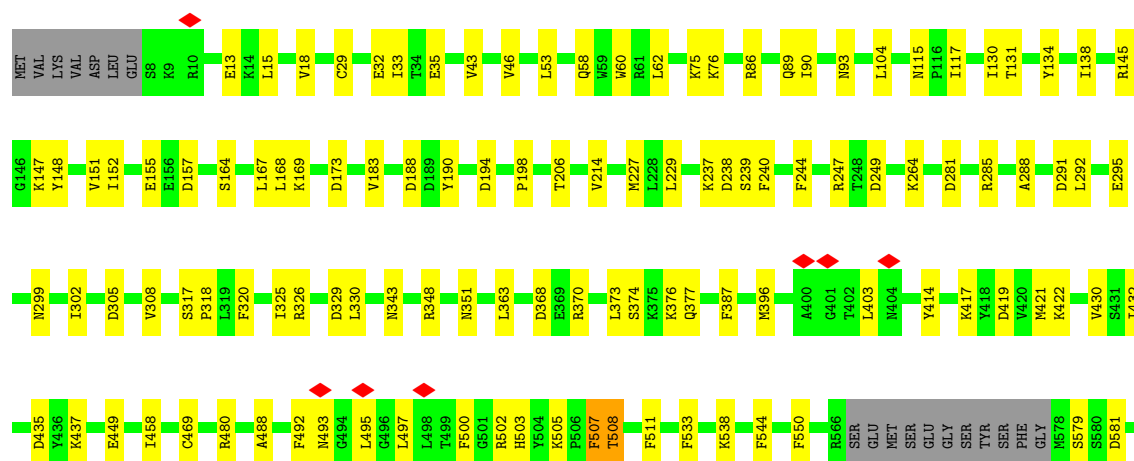 MET VAL LYS VAL ASP LEU GLU S8 K9 R10 E13 K14 L15 V18 C29 E32 I33 T34 E35 V43 V46 L53 Q58 W59 W60 R61 L62 K75 K76 R86 Q89 I90 N93 L104 N115 P116 I117 I130 T131 Y134 I138 R145
G146 K147 Y148 V151 I152 E155 E156 D157 S164 L167 L168 K169 D173 V183 D188 D189 Y190 D194 P198 T206 V214 M227 L228 L229 K237 D238 S239 F240 F244 R247 T248 D249 K264 D281 R285 A288 D291 L292 E295
N299 I302 D305 V308 S317 P318 L319 F320 I325 R326 D329 L330 N343 R348 N351 L363 D368 E369 R370 L373 S374 K375 K376 Q377 F387 M396 A400 G401 T402 L403 N404 Y414 K417 Y418 D419 V420 M421 K422 V430 S431 I432
D435 Y436 K437 E449 I458 C469 R480 A488 F492 N493 G494 L495 G496 L497 L498 T499 F500 G501 R502 H503 Y504 K505 P506 F507 T508 F511 F533 K538 F544 F550 R566 SER GLU MET SER GLU GLY SER TYR SER PHE GLY M578 S579 S580 D581